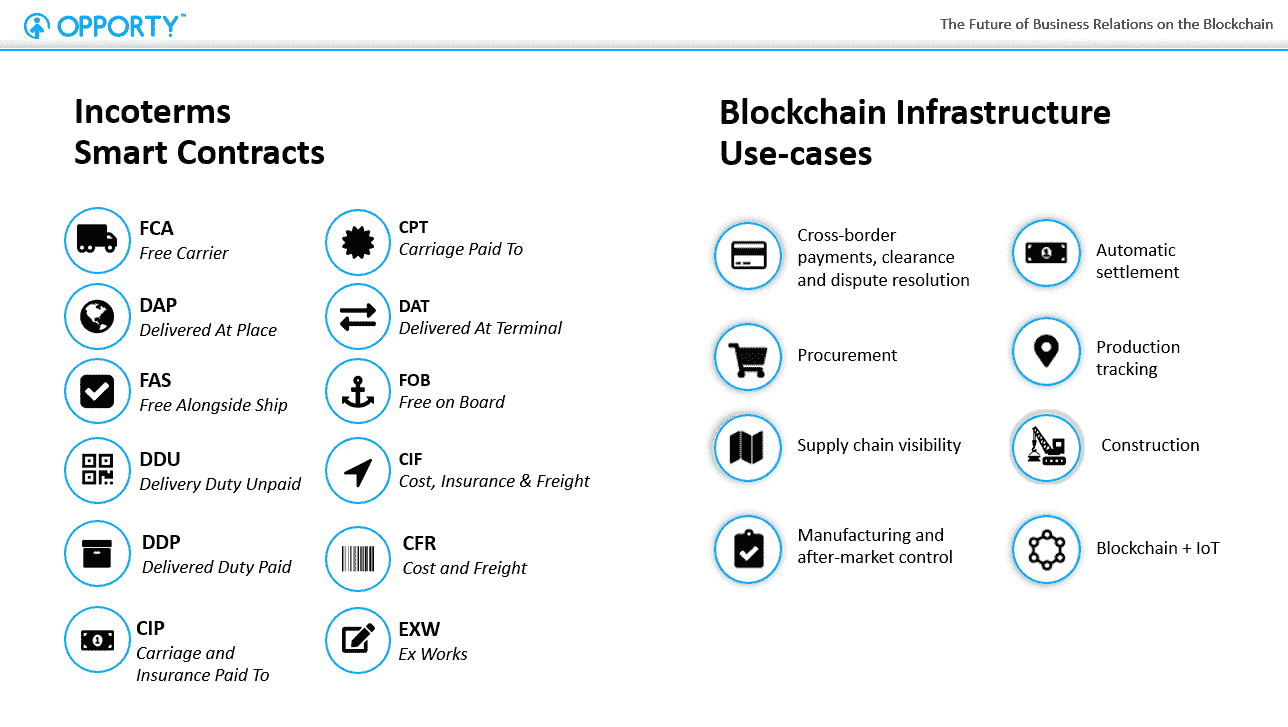 OPPORTY™
The Future of Business Relations on the Blockchain
Incoterms
Smart Contracts
FCA
Free Carrier
CPT
Carriage Paid To
DAP
Delivered At Place
DAT
Delivered At Terminal
FAS
Free Alongside Ship
FOB
Free on Board
DDU
Delivery Duty Unpaid
CIF
Cost, Insurance & Freight
DDP
Delivered Duty Paid
CFR
Cost and Freight
CIP
Carriage and
Insurance Paid To
EXW
Ex Works
Blockchain Infrastructure
Use-cases
Cross-border
payments, clearance
and dispute resolution
Automatic
settlement
Procurement
Production
tracking
Supply chain visibility
Construction
Manufacturing and
after-market control
Blockchain + IoT